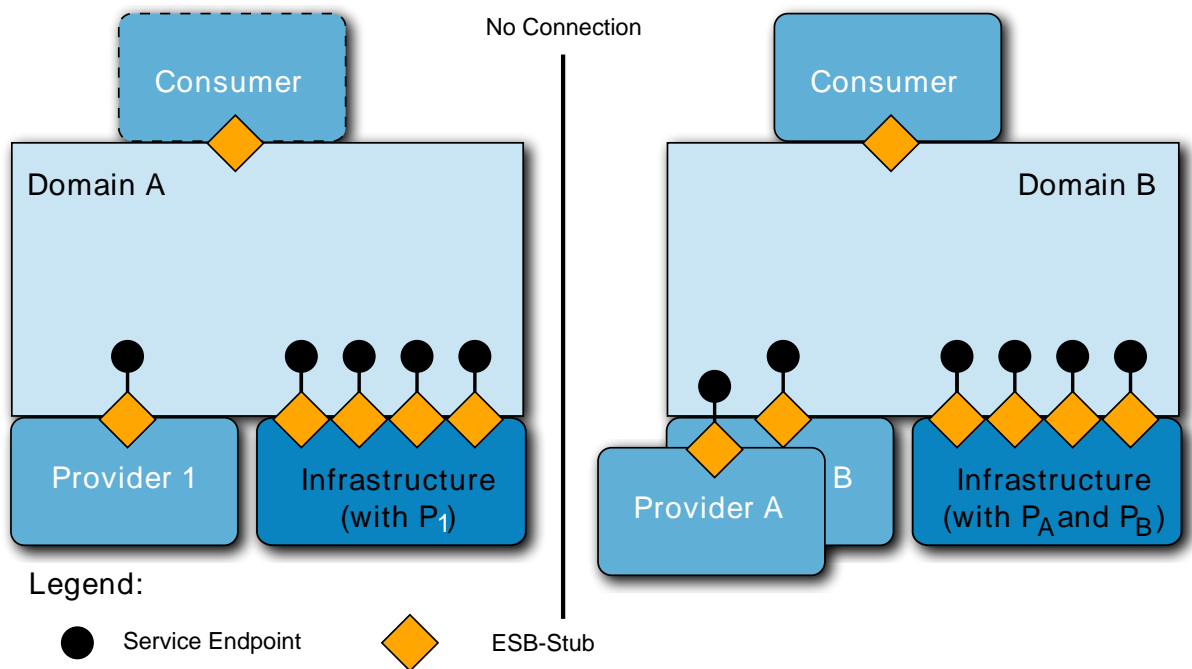 No Connection
Consumer
Consumer
Domain A
Domain B
Provider 1
Infrastructure
(with P1)
Provider A
B
Infrastructure
(with PA and PB)
Legend:
Service Endpoint
ESB-Stub